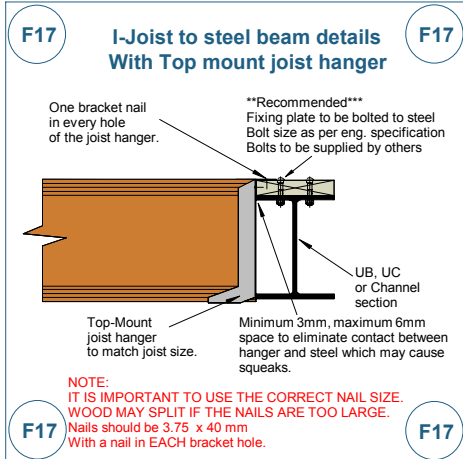 F17
I-Joist to steel beam details
With Top mount joist hanger
F17
One bracket nail
in every hole
of the joist hanger.
**Recommended***
Fixing plate to be bolted to steel
Bolt size as per eng. specification
Bolts to be supplied by others
UB, UC
or Channel
section
Top-Mount
joist hanger
to match joist size.
Minimum 3mm, maximum 6mm
space to eliminate contact between
hanger and steel which may cause
squeaks.
NOTE:
IT IS IMPORTANT TO USE THE CORRECT NAIL SIZE.
WOOD MAY SPLIT IF THE NAILS ARE TOO LARGE.
Nails should be 3.75 x 40 mm
With a nail in EACH bracket hole.
F17
F17